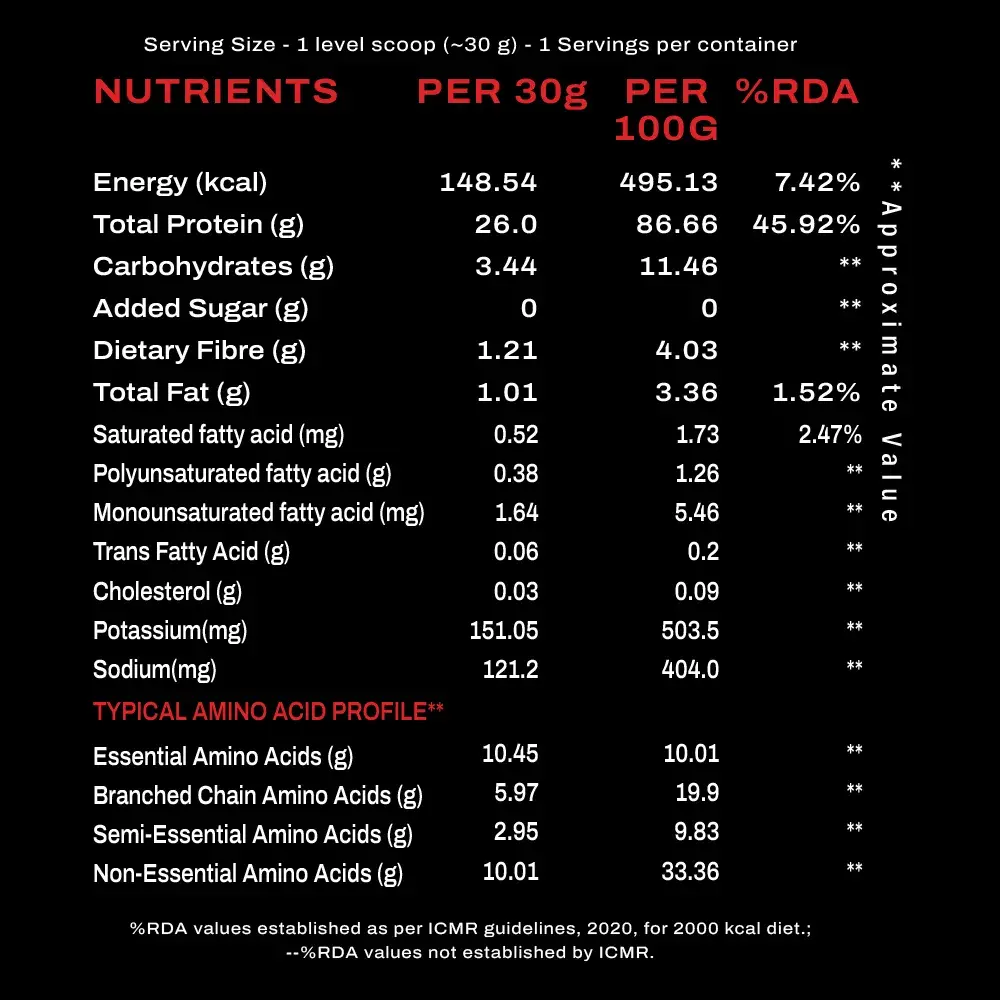 Serving Size - 1 level scoop (~30 g) - 1 Servings per container
NUTRIENTS PER 30g PER 100G %RDA
Energy (kcal) 148.54 495.13 7.42%
Total Protein (g) 26.0 86.66 45.92%
Carbohydrates (g) 3.44 11.46 **
Added Sugar (g) 0 0 **
Dietary Fibre (g) 1.21 4.03 **
Total Fat (g) 1.01 3.36 1.52%
Saturated fatty acid (mg) 0.52 1.73 2.47%
Polyunsaturated fatty acid (g) 0.38 1.26 **
Monounsaturated fatty acid (mg) 1.64 5.46 **
Trans Fatty Acid (g) 0.06 0.2 **
Cholesterol (g) 0.03 0.09 **
Potassium(mg) 151.05 503.5 **
Sodium(mg) 121.2 404.0 **
TYPICAL AMINO ACID PROFILE**
Essential Amino Acids (g) 10.45 10.01 **
Branched Chain Amino Acids (g) 5.97 19.9 **
Semi-Essential Amino Acids (g) 2.95 9.83 **
Non-Essential Amino Acids (g) 10.01 33.36 **
**Approximate Value
%RDA values established as per ICMR guidelines, 2020, for 2000 kcal diet.;
--%RDA values not established by ICMR.